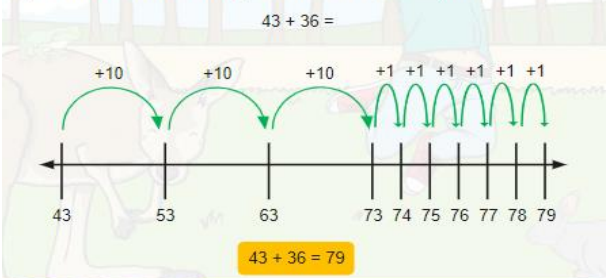 43 + 36 =
+10 +10 +10 +1 +1 +1 +1 +1 +1
43 53 63 73 74 75 76 77 78 79
43 + 36 = 79